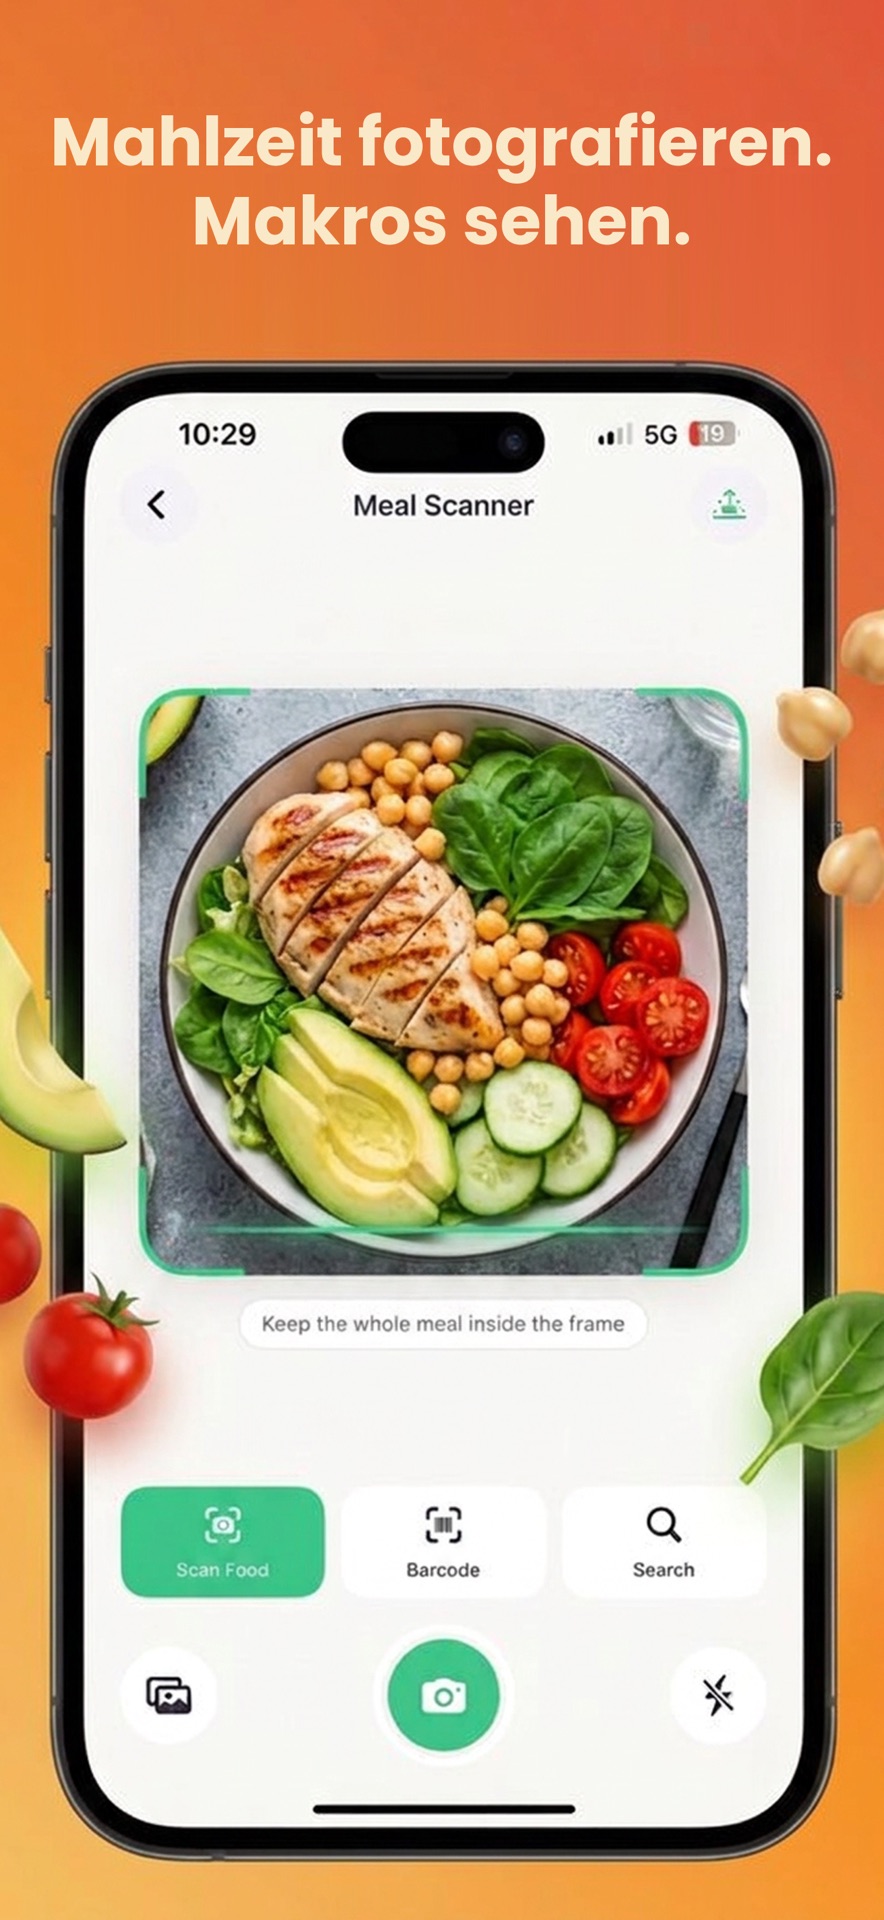 Mahlzeit fotografieren.
Makros sehen.
10:29
5G 19
Meal Scanner
Keep the whole meal inside the frame
Scan Food
Barcode
Search